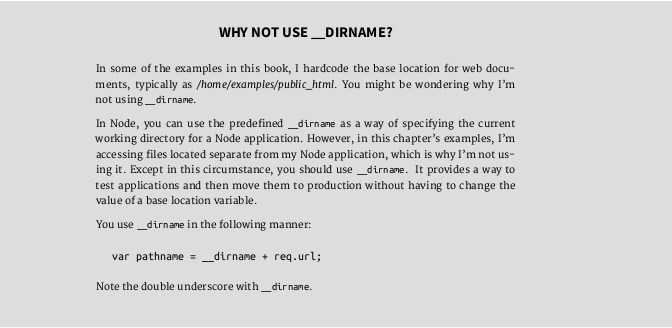 WHY NOT USE __DIRNAME?
In some of the examples in this book, I hardcode the base location for web docu-
ments, typically as /home/examples/public_html. You might be wondering why I'm
not using __dirname.
In Node, you can use the predefined __dirname as a way of specifying the current
working directory for a Node application. However, in this chapter's examples, I'm
accessing files located separate from my Node application, which is why I'm not us-
ing it. Except in this circumstance, you should use __dirname. It provides a way to
test applications and then move them to production without having to change the
value of a base location variable.
You use __dirname in the following manner:
var pathname = __dirname + req.url;
Note the double underscore with __dirname.